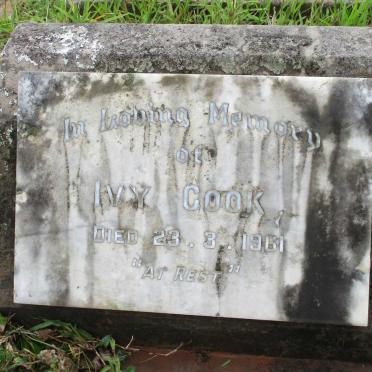 In Loving Memory
of
IVY COOK,
DIED 23.3.1961
"AT REST"